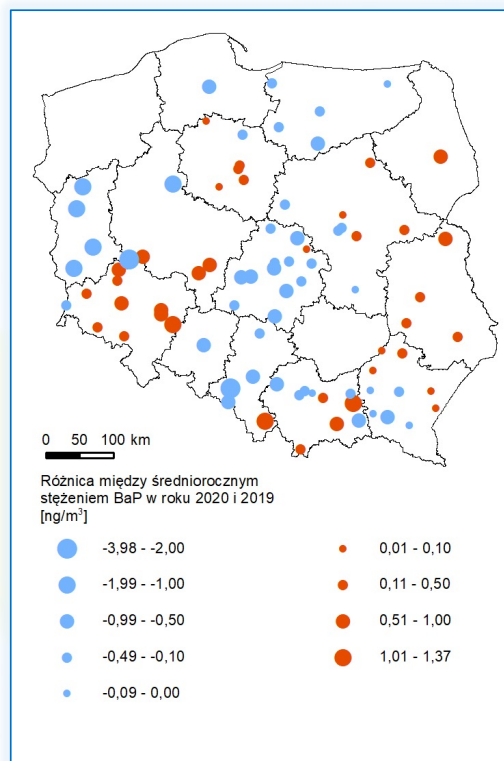 0 50 100 km
Różnica między średniorocznym
stężeniem BaP w roku 2020 i 2019
[ng/m³]
-3,98 - -2,00
-1,99 - -1,00
-0,99 - -0,50
-0,49 - -0,10
-0,09 - 0,00
0,01 - 0,10
0,11 - 0,50
0,51 - 1,00
1,01 - 1,37